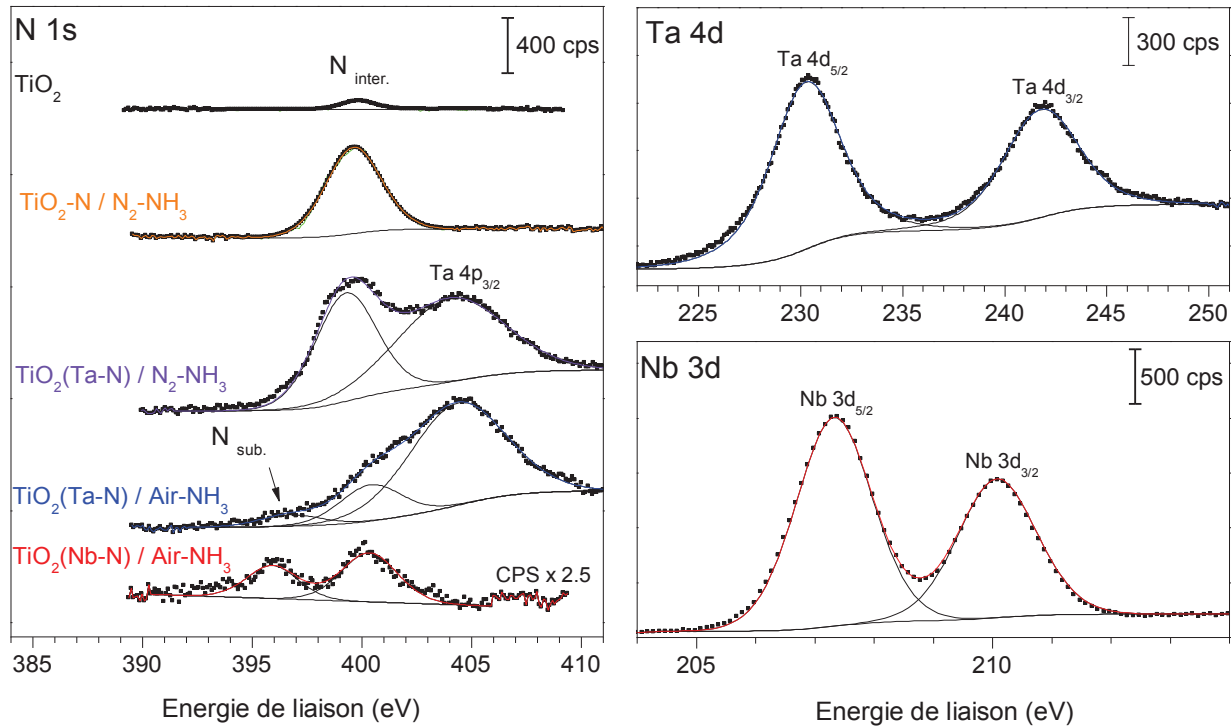 N 1s
400 cps
N inter.
TiO2
TiO2-N / N2-NH3
Ta 4p3/2
TiO2(Ta-N) / N2-NH3
N sub.
TiO2(Ta-N) / Air-NH3
TiO2(Nb-N) / Air-NH3
CPS x 2.5
385 390 395 400 405 410
Energie de liaison (eV)
Ta 4d
300 cps
Ta 4d5/2
Ta 4d3/2
225 230 235 240 245 250
Nb 3d
500 cps
Nb 3d5/2
Nb 3d3/2
205 210
Energie de liaison (eV)